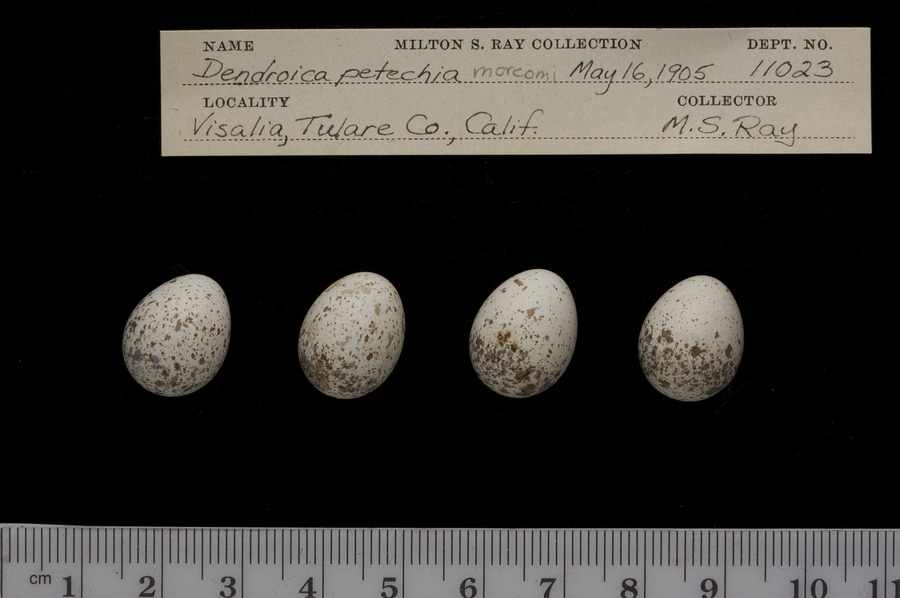 NAME MILTON S. RAY COLLECTION DEPT. NO.
Dendroica petechia morcomi May 16, 1905 11023
LOCALITY COLLECTOR
Visalia, Tulare Co., Calif. M.S. Ray
cm 1 2 3 4 5 6 7 8 9 10 11